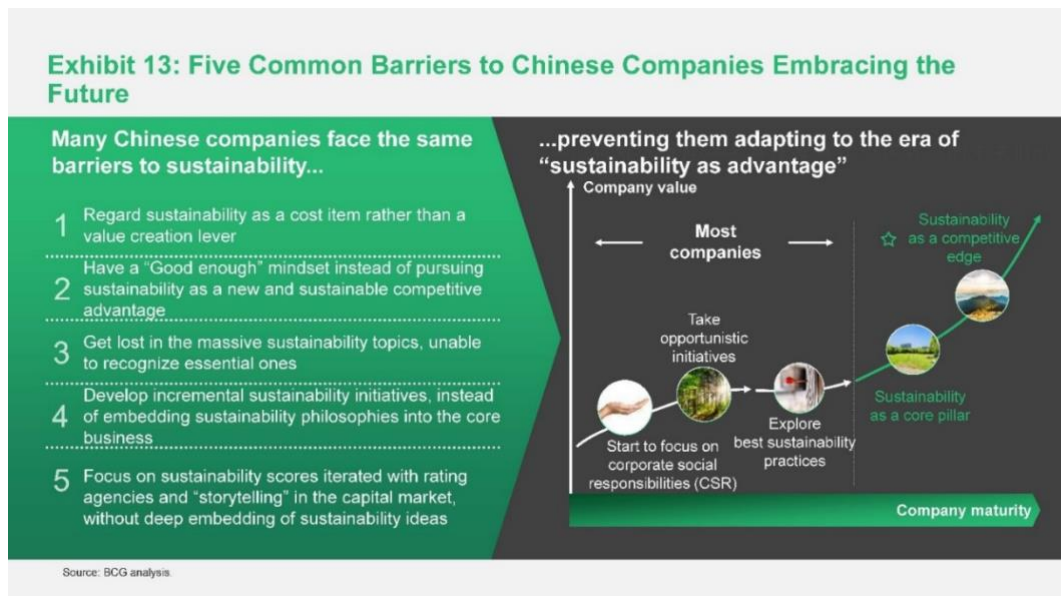 Exhibit 13: Five Common Barriers to Chinese Companies Embracing the
Future
Many Chinese companies face the same
barriers to sustainability...
1 Regard sustainability as a cost item rather than a
value creation lever
2 Have a “Good enough” mindset instead of pursuing
sustainability as a new and sustainable competitive
advantage
3 Get lost in the massive sustainability topics, unable
to recognize essential ones
4 Develop incremental sustainability initiatives, instead
of embedding sustainability philosophies into the core
business
5 Focus on sustainability scores iterated with rating
agencies and “storytelling” in the capital market,
without deep embedding of sustainability ideas
...preventing them adapting to the era of
“sustainability as advantage”
Company value
Most
companies
Start to focus on
corporate social
responsibilities (CSR)
Take
opportunistic
initiatives
Explore
best sustainability
practices
Sustainability
as a core pillar
Sustainability
as a competitive
edge
Company maturity
Source: BCG analysis.